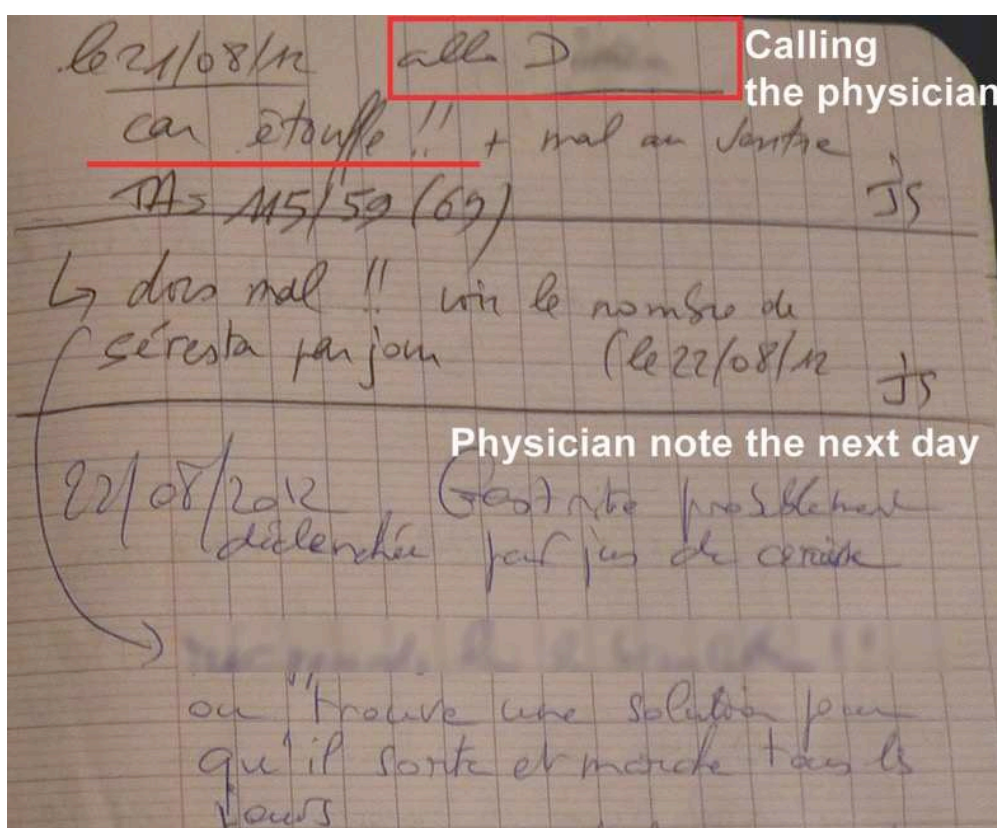 le 21/08/12 alla D
Calling
the physician
car étouffe !! + mal au ventre
TA = 115/59 (69) JS
↳ dors mal !! voir le nombre de
séresta par jour (le 22/08/12 JS
Physician note the next day
22/08/2012 Gastrite probablement
déclenchée par jus de cerise
ou trouve une solution pour
qu'il sorte et marche tous les
jours